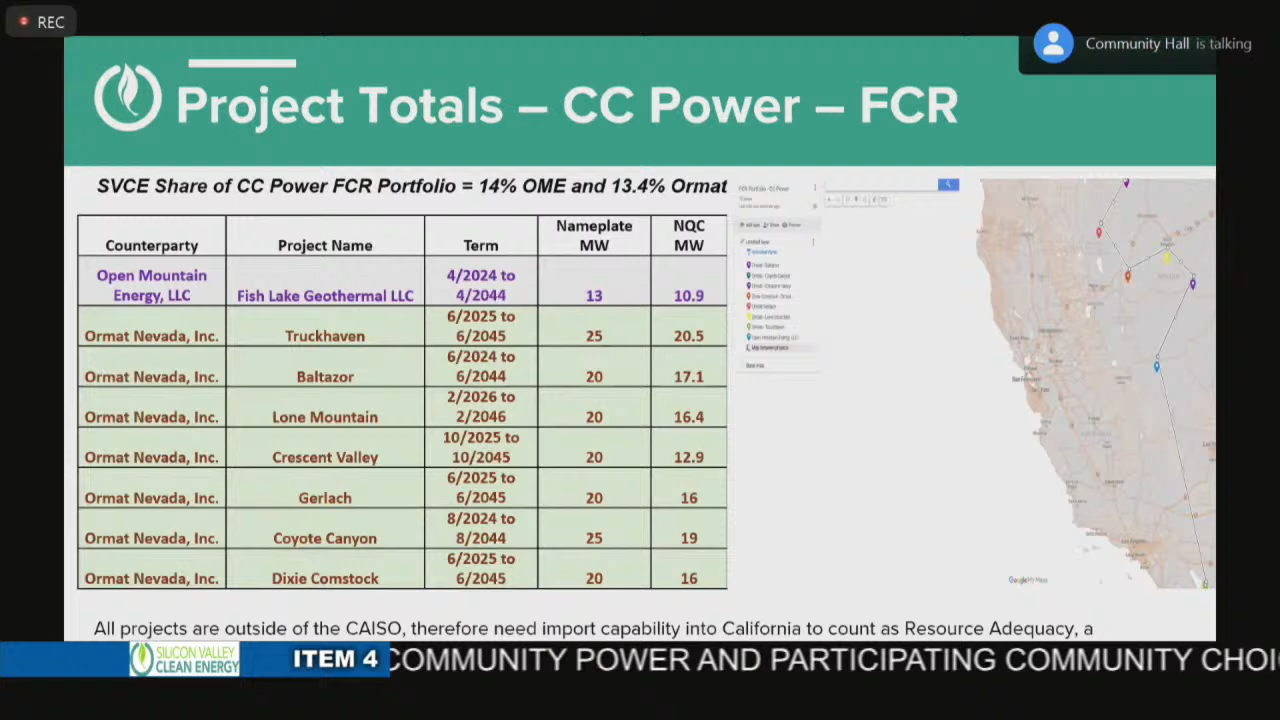 REC
Community Hall is talking
Project Totals – CC Power – FCR
SVCE Share of CC Power FCR Portfolio = 14% OME and 13.4% Ormat
Counterparty Project Name Term Nameplate MW NQC MW
Open Mountain Energy, LLC Fish Lake Geothermal LLC 4/2024 to 4/2044 13 10.9
Ormat Nevada, Inc. Truckhaven 6/2025 to 6/2045 25 20.5
Ormat Nevada, Inc. Baltazor 6/2024 to 6/2044 20 17.1
Ormat Nevada, Inc. Lone Mountain 2/2026 to 2/2046 20 16.4
Ormat Nevada, Inc. Crescent Valley 10/2025 to 10/2045 20 12.9
Ormat Nevada, Inc. Gerlach 6/2025 to 6/2045 20 16
Ormat Nevada, Inc. Coyote Canyon 8/2024 to 8/2044 25 19
Ormat Nevada, Inc. Dixie Comstock 6/2025 to 6/2045 20 16
FCR Portfolio - CC Power
Google My Maps
All projects are outside of the CAISO, therefore need import capability into California to count as Resource Adequacy, a
SILICON VALLEY
CLEAN ENERGY
ITEM 4
COMMUNITY POWER AND PARTICIPATING COMMUNITY CHOI